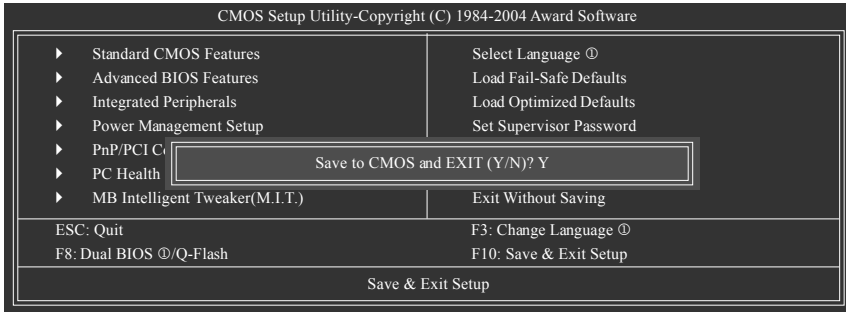 CMOS Setup Utility-Copyright (C) 1984-2004 Award Software
Standard CMOS Features
Advanced BIOS Features
Integrated Peripherals
Power Management Setup
PnP/PCI
PC Health
MB Intelligent Tweaker(M.I.T.)
Select Language ①
Load Fail-Safe Defaults
Load Optimized Defaults
Set Supervisor Password
Exit Without Saving
Save to CMOS and EXIT (Y/N)? Y
ESC: Quit
F3: Change Language ①
F8: Dual BIOS ①/Q-Flash
F10: Save & Exit Setup
Save & Exit Setup